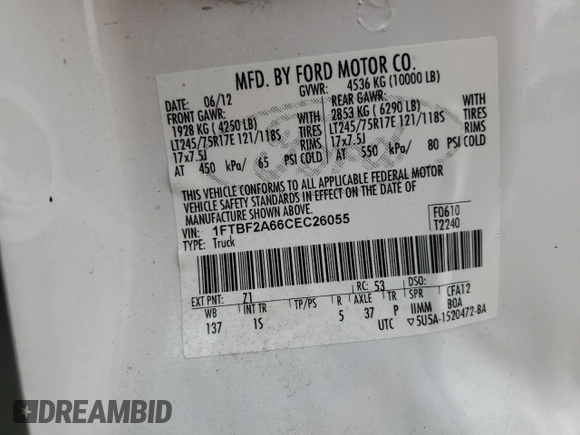 MFD. BY FORD MOTOR CO.
DATE: 06/12 GVWR: 4536 KG (10000 LB)
FRONT GAWR: REAR GAWR:
1928 KG ( 4250 LB) WITH 2853 KG ( 6290 LB) WITH
LT245/75R17E 121/118S TIRES LT245/75R17E 121/118S TIRES
17x7.5J RIMS 17x7.5J RIMS
AT 450 kPa/ 65 PSI COLD AT 550 kPa/ 80 PSI COLD
THIS VEHICLE CONFORMS TO ALL APPLICABLE FEDERAL MOTOR
VEHICLE SAFETY STANDARDS IN EFFECT ON THE DATE OF
MANUFACTURE SHOWN ABOVE.
VIN: 1FTBF2A66CEC26055 F0610
TYPE: Truck T2240
EXT PNT: Z1 RC: 53 DSO:
WB INT TR TP/PS R AXLE TR SPR CFA12
137 1S 5 37 P IIMM BOA
UTC ▽5U5A-1520472-BA
DREAMBID